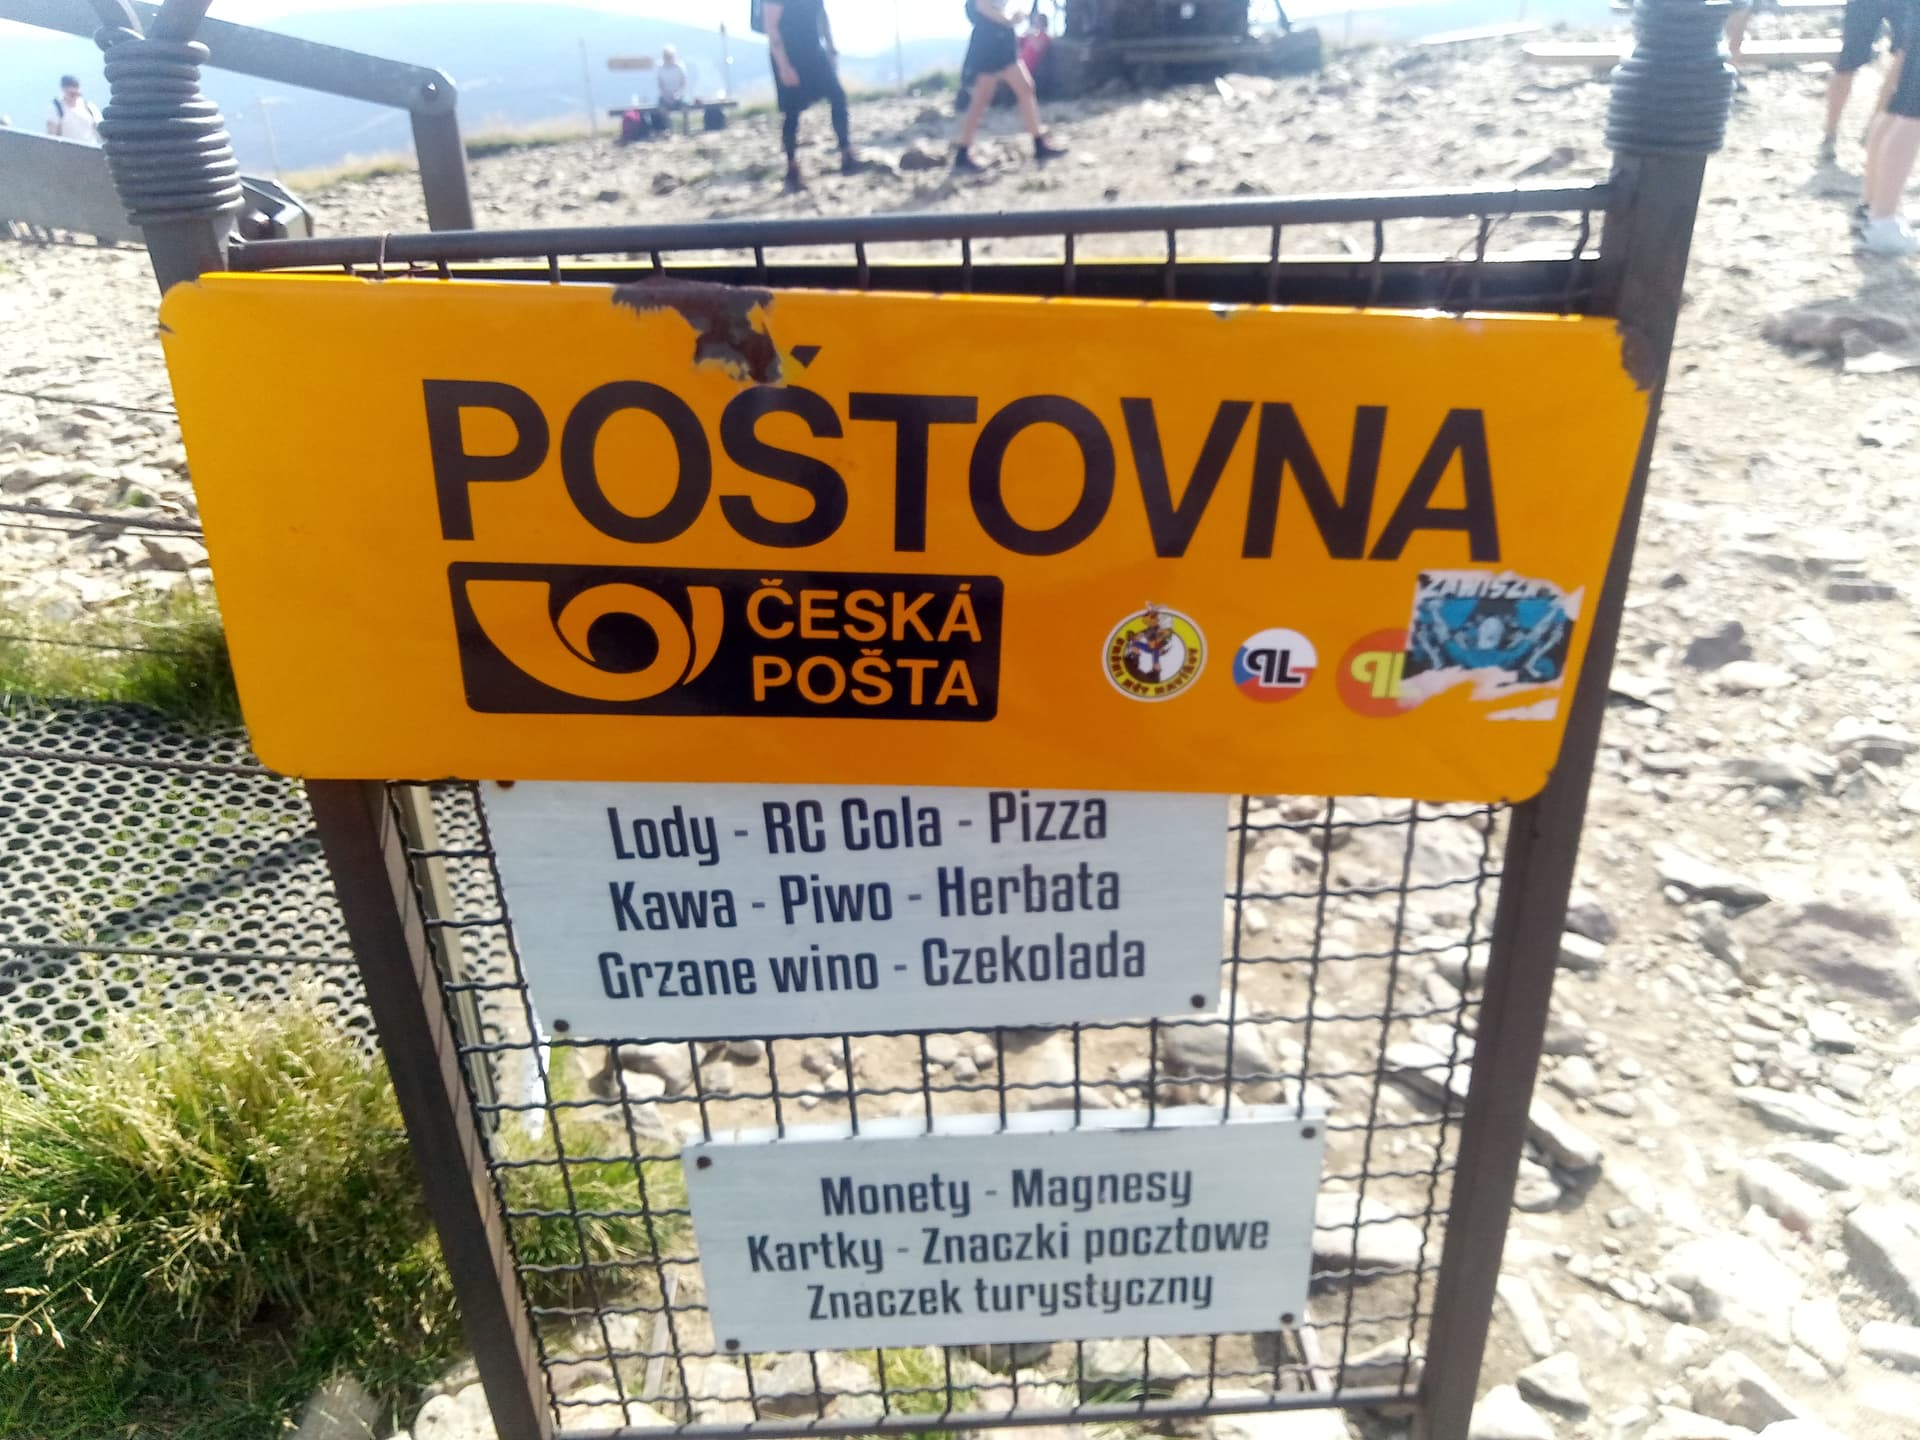 POŠTOVNA
ČESKÁ
POŠTA
ZAWISZA
Lody - RC Cola - Pizza
Kawa - Piwo - Herbata
Grzane wino - Czekolada
Monety - Magnesy
Kartky - Znaczki pocztowe
Znaczek turystyczny